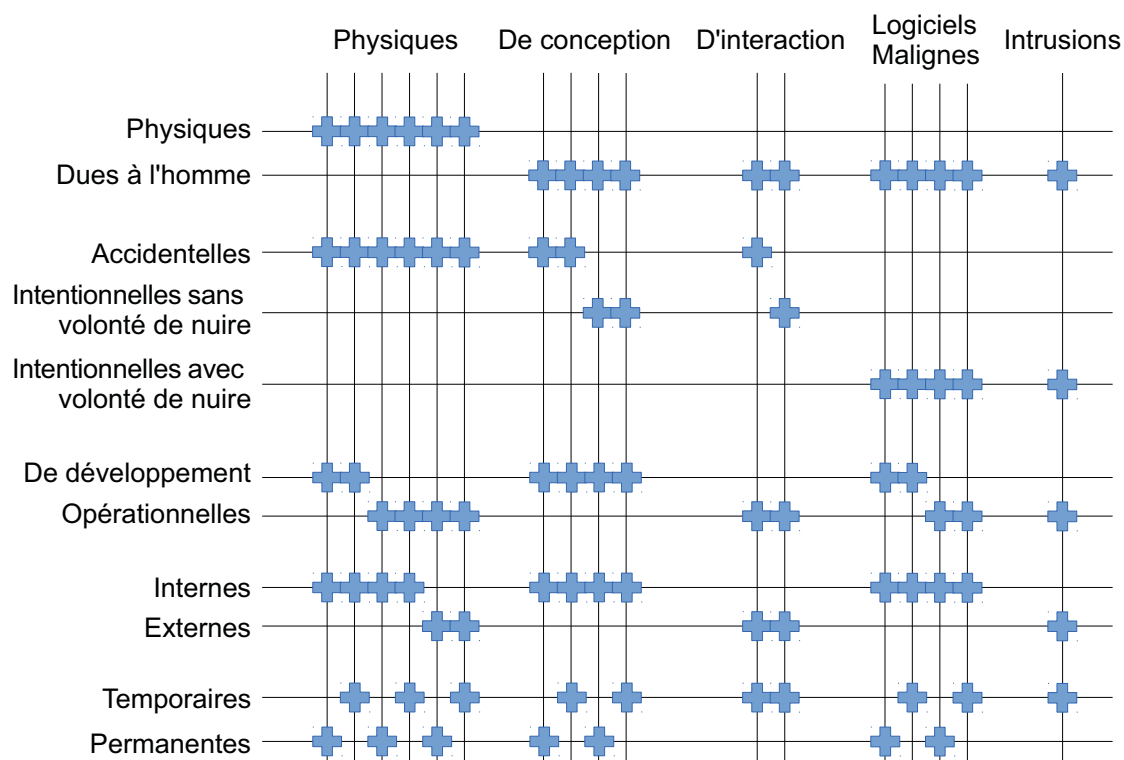 Physiques
De conception
D'interaction
Logiciels
Malignes
Intrusions
Physiques
Dues à l'homme
Accidentelles
Intentionnelles sans
volonté de nuire
Intentionnelles avec
volonté de nuire
De développement
Opérationnelles
Internes
Externes
Temporaires
Permanentes